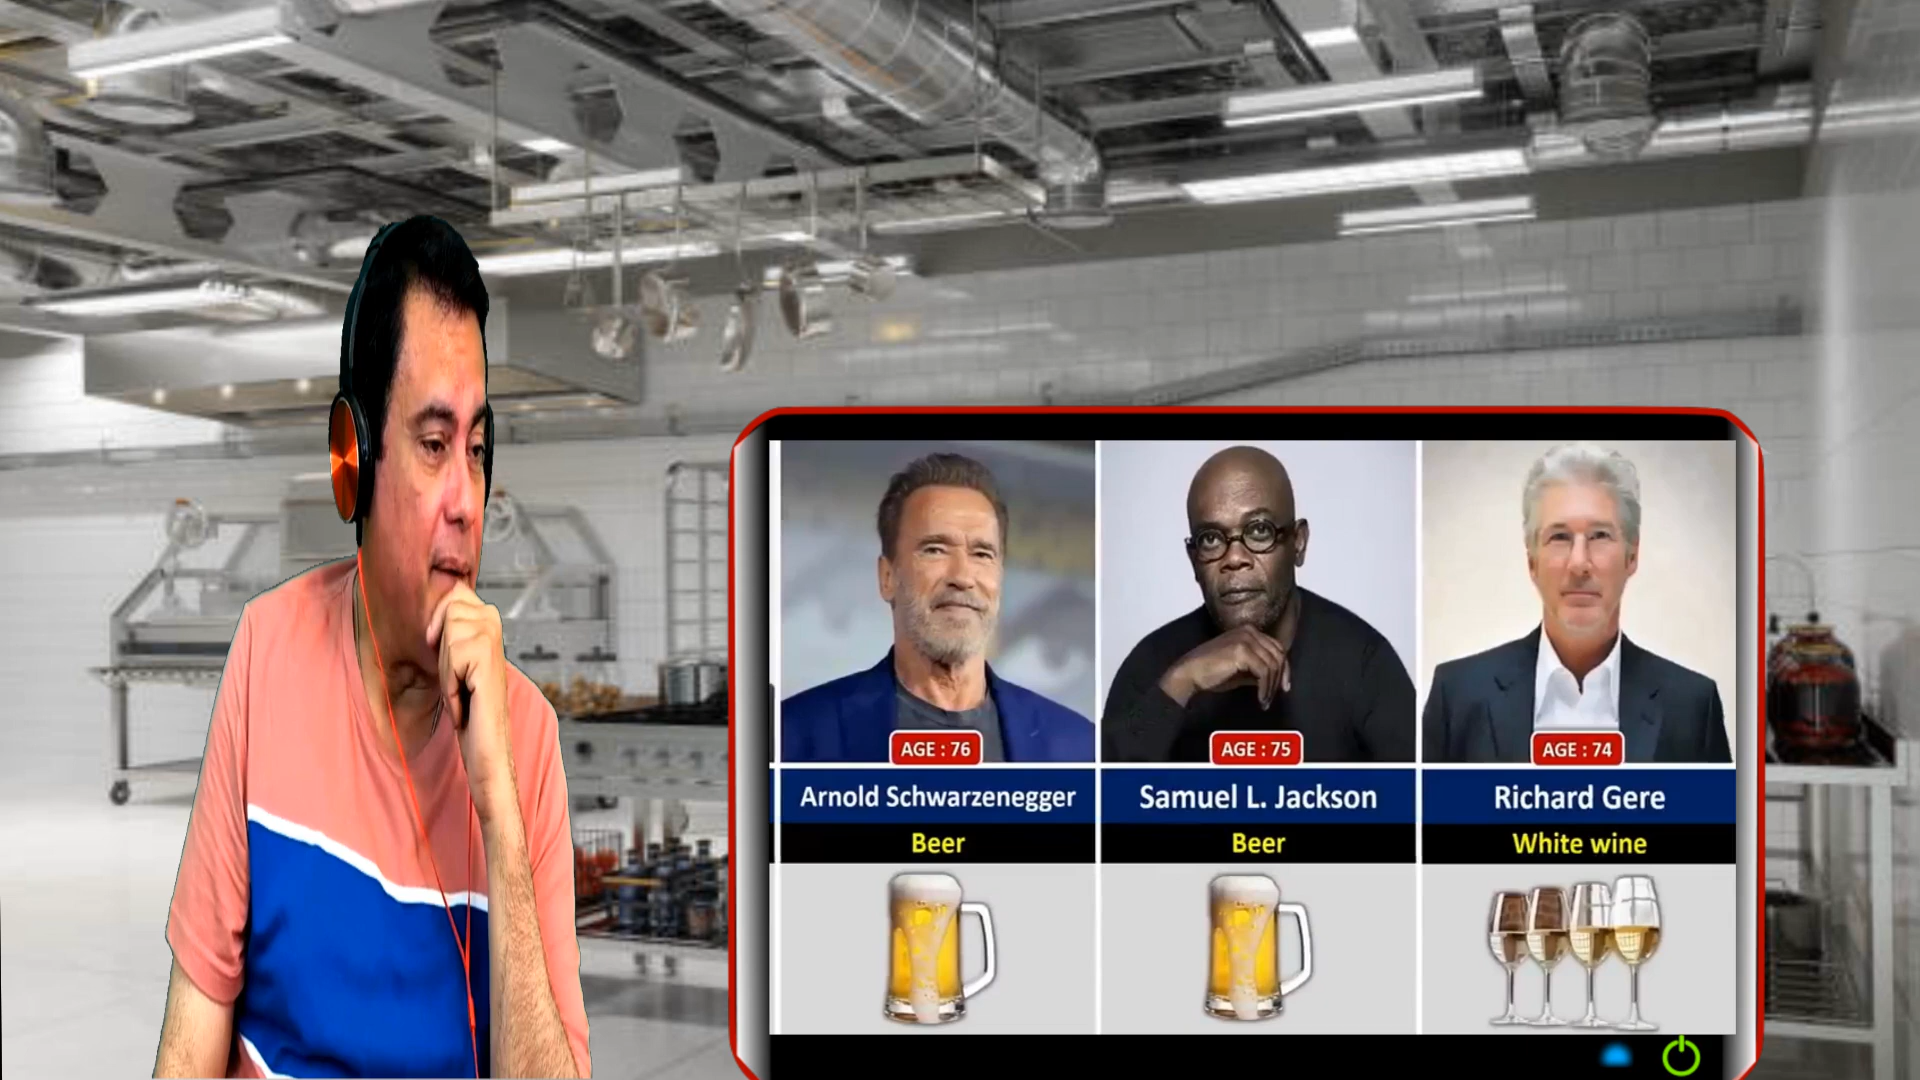 AGE : 76
AGE : 75
AGE : 74
Arnold Schwarzenegger
Samuel L. Jackson
Richard Gere
Beer
Beer
White wine